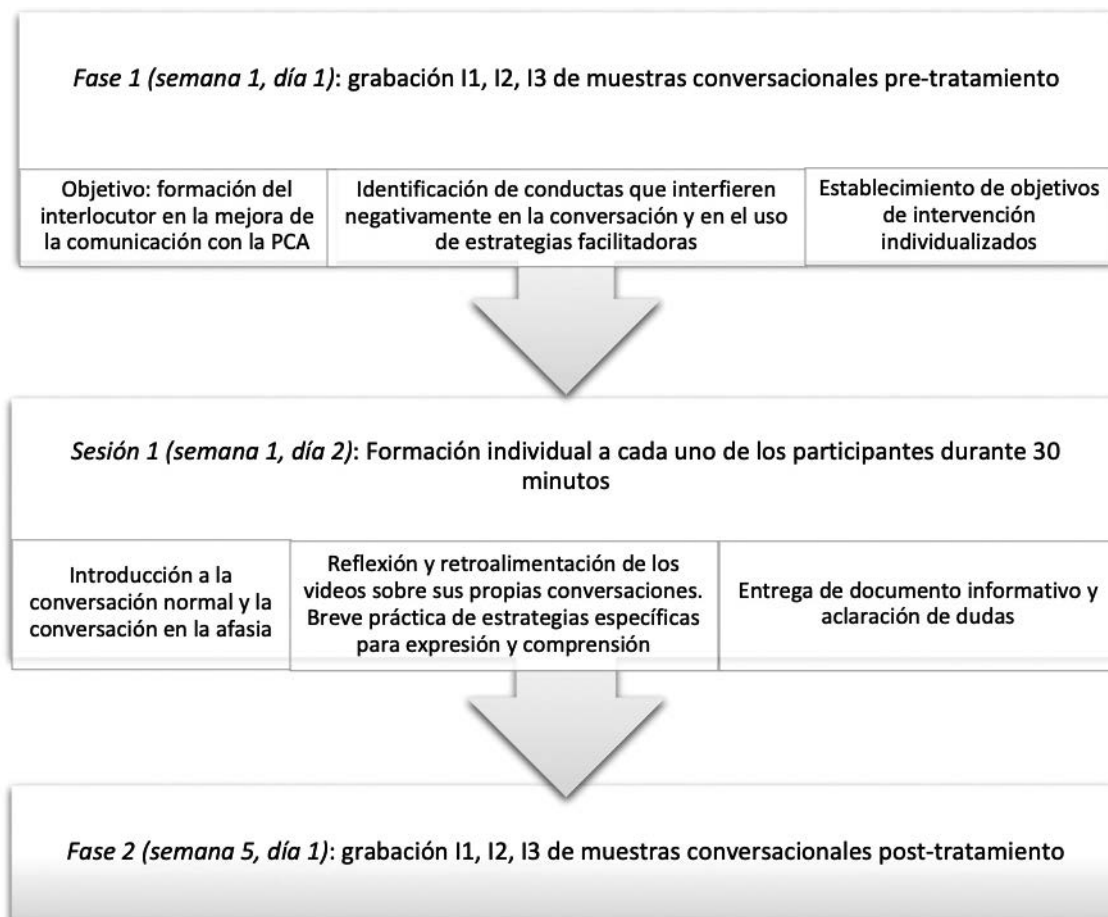 Fase 1 (semana 1, día 1): grabación I1, I2, I3 de muestras conversacionales pre-tratamiento
Objetivo: formación del
interlocutor en la mejora de
la comunicación con la PCA
Identificación de conductas que interfieren
negativamente en la conversación y en el uso
de estrategias facilitadoras
Establecimiento de objetivos
de intervención
individualizados
Sesión 1 (semana 1, día 2): Formación individual a cada uno de los participantes durante 30
minutos
Introducción a la
conversación normal y la
conversación en la afasia
Reflexión y retroalimentación de los
videos sobre sus propias conversaciones.
Breve práctica de estrategias específicas
para expresión y comprensión
Entrega de documento informativo y
aclaración de dudas
Fase 2 (semana 5, día 1): grabación I1, I2, I3 de muestras conversacionales post-tratamiento